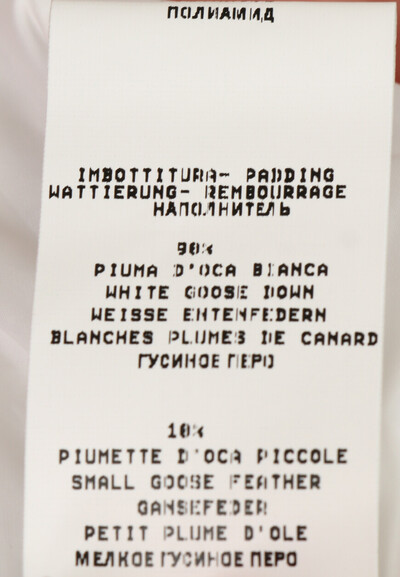 ПОЛИАМИД
IMBOTTITURA- PADDING
WATTIERUNG- REMBOURRAGE
НАПОЛНИТЕЛЬ
90%
PIUMA D'OCA BIANCA
WHITE GOOSE DOWN
WEISSE ENTENFEDERN
BLANCHES PLUMES DE CANARD
ГУСИНОЕ ПЕРО
10%
PIUMETTE D'OCA PICCOLE
SMALL GOOSE FEATHER
GANSEFEDER
PETIT PLUME D'OLE
МЕЛКОЕ ГУСИНОЕ ПЕРО